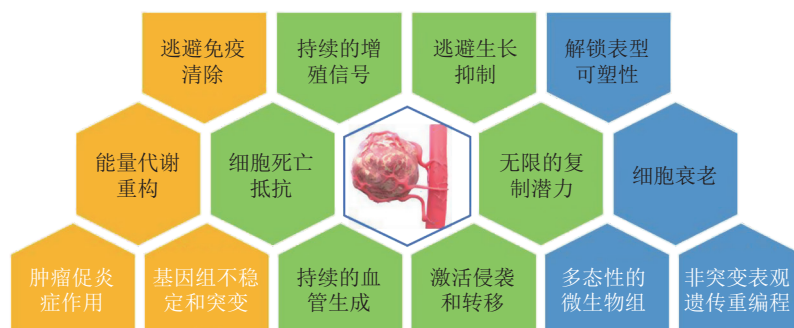 逃避免疫
清除
持续的增
殖信号
逃避生长
抑制
解锁表型
可塑性
能量代谢
重构
细胞死亡
抵抗
无限的复
制潜力
细胞衰老
肿瘤促炎
症作用
基因组不稳
定和突变
持续的血
管生成
激活侵袭
和转移
多态性的
微生物组
非突变表观
遗传重编程